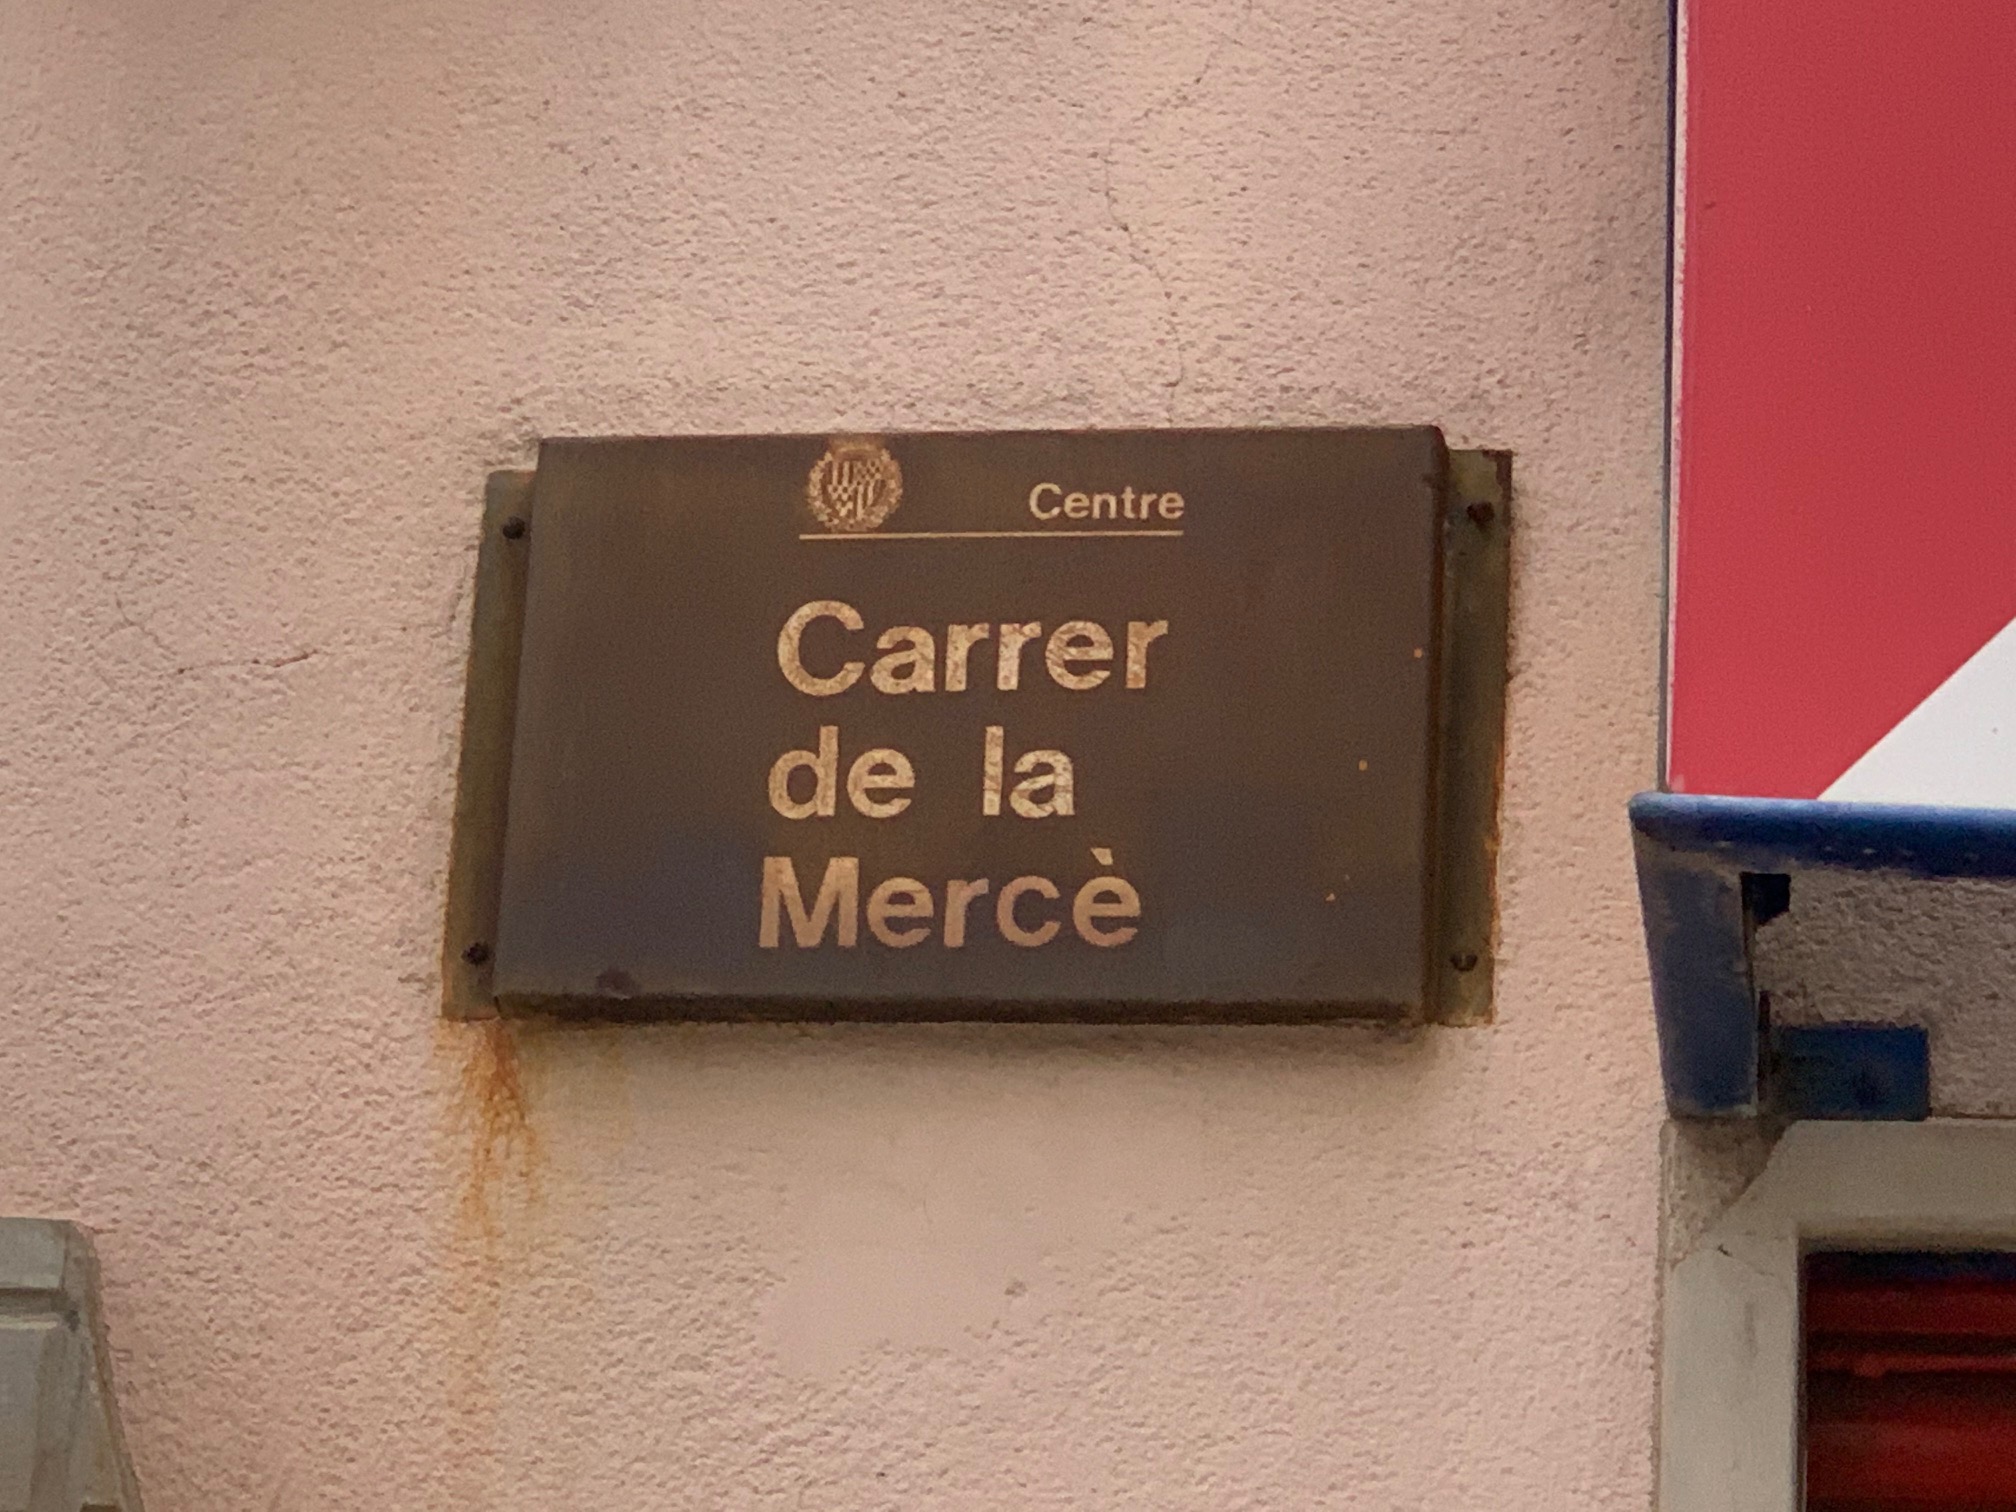 Centre
Carrer
de la
Mercè